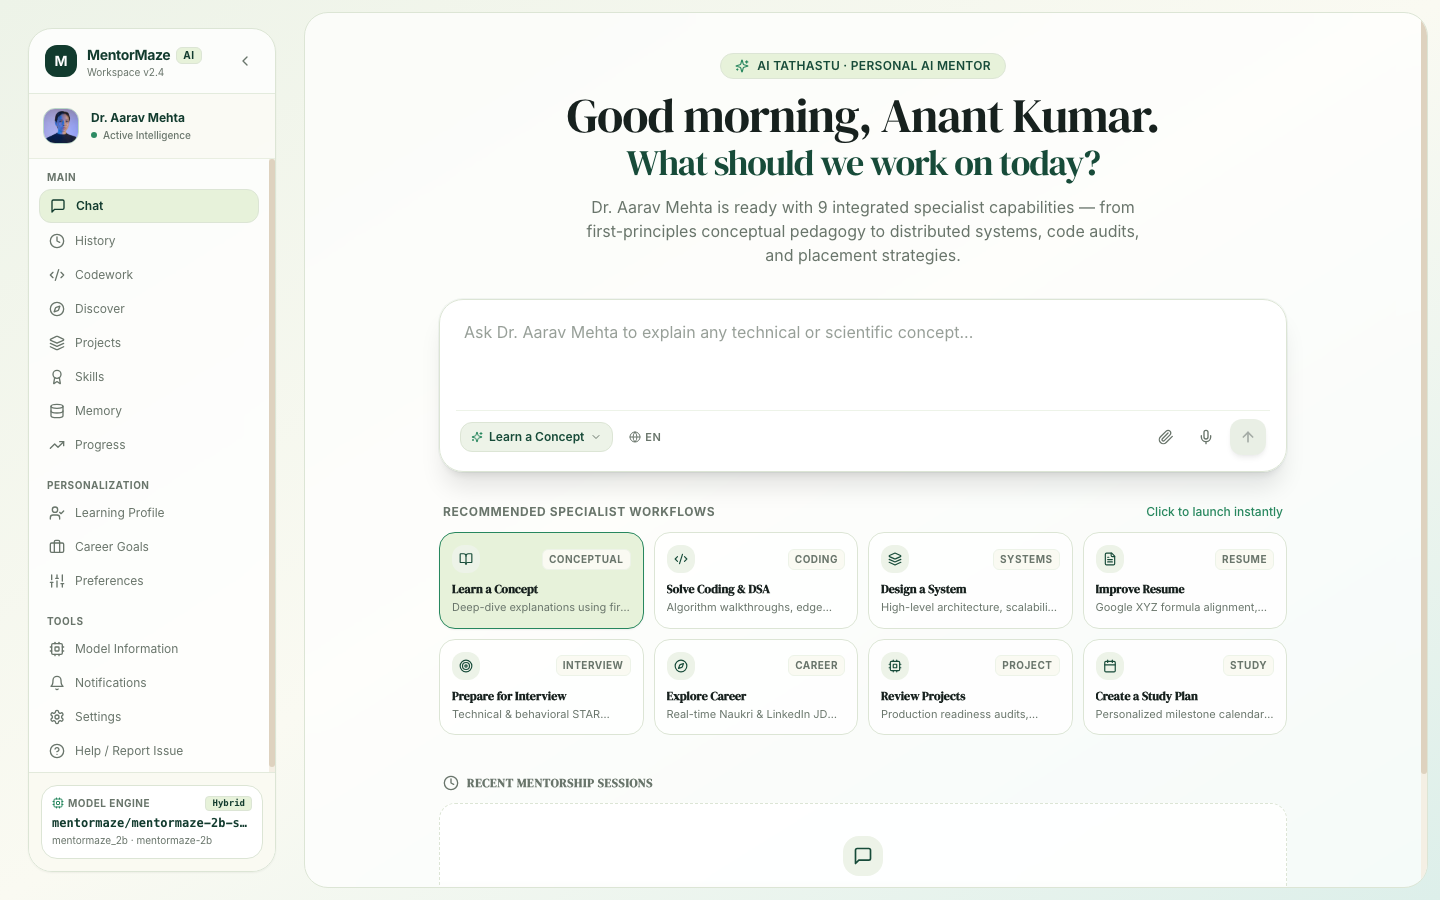 M
MentorMaze AI
Workspace v2.4
Dr. Aarav Mehta
Active Intelligence
MAIN
Chat
History
Codework
Discover
Projects
Skills
Memory
Progress
PERSONALIZATION
Learning Profile
Career Goals
Preferences
TOOLS
Model Information
Notifications
Settings
Help / Report Issue
MODEL ENGINE Hybrid
mentormaze/mentormaze-2b-s…
mentormaze_2b · mentormaze-2b
AI TATHASTU · PERSONAL AI MENTOR
Good morning, Anant Kumar.
What should we work on today?
Dr. Aarav Mehta is ready with 9 integrated specialist capabilities — from
first-principles conceptual pedagogy to distributed systems, code audits,
and placement strategies.
Ask Dr. Aarav Mehta to explain any technical or scientific concept...
Learn a Concept EN
RECOMMENDED SPECIALIST WORKFLOWS Click to launch instantly
CONCEPTUAL
Learn a Concept
Deep-dive explanations using fir…
CODING
Solve Coding & DSA
Algorithm walkthroughs, edge…
SYSTEMS
Design a System
High-level architecture, scalabili…
RESUME
Improve Resume
Google XYZ formula alignment,…
INTERVIEW
Prepare for Interview
Technical & behavioral STAR…
CAREER
Explore Career
Real-time Naukri & LinkedIn JD…
PROJECT
Review Projects
Production readiness audits,…
STUDY
Create a Study Plan
Personalized milestone calendar…
RECENT MENTORSHIP SESSIONS